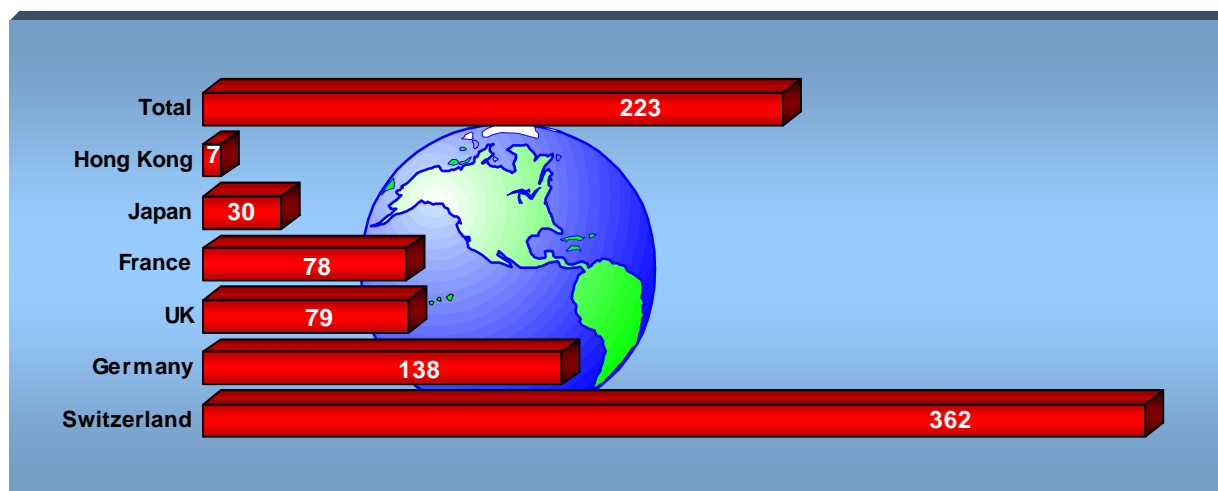 Total 223
Hong Kong 7
Japan 30
France 78
UK 79
Germany 138
Switzerland 362